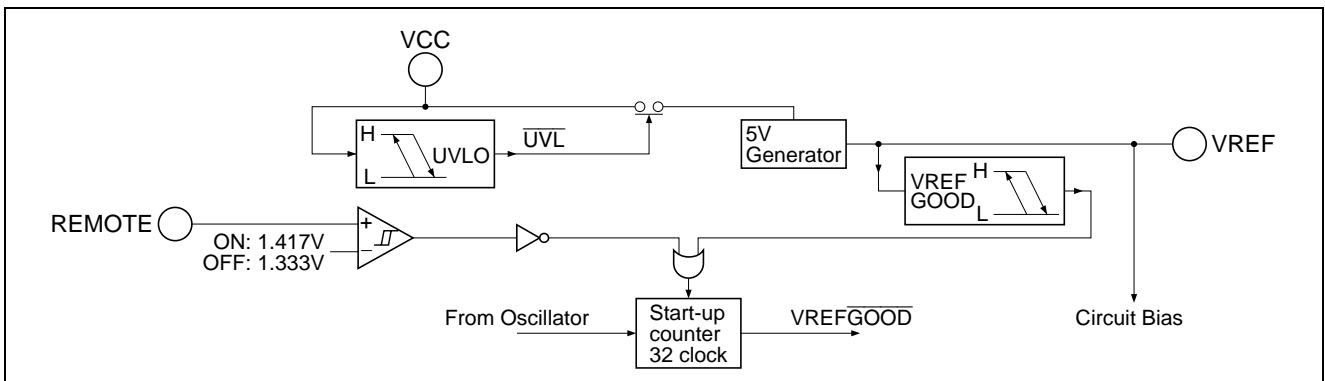 VCC
H
L
UVLO
UVL
5V
Generator
VREF
VREF
GOOD
H
L
REMOTE
+
−
ON: 1.417V
OFF: 1.333V
From Oscillator
Start-up
counter
32 clock
VREFGOOD
Circuit Bias